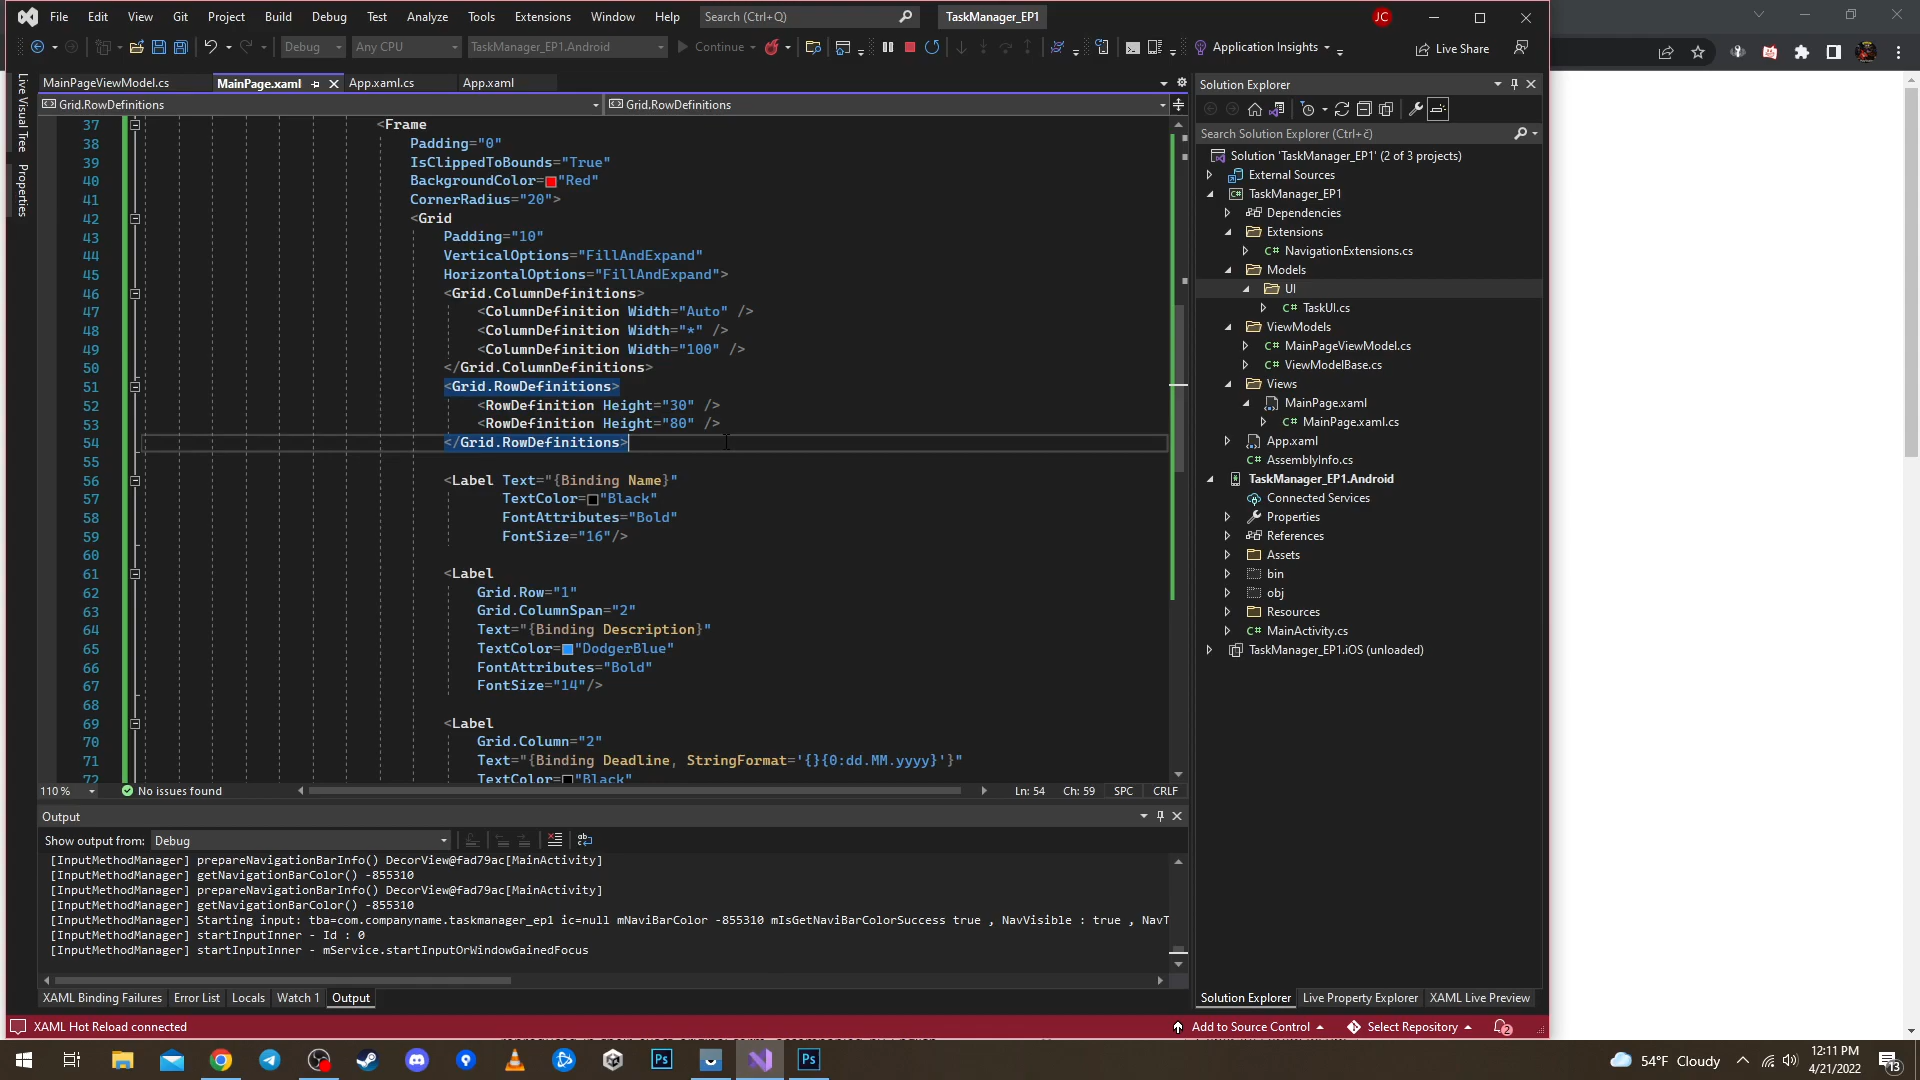 File Edit View Git Project Build Debug Test Analyze Tools Extensions Window Help Search (Ctrl+Q) TaskManager_EP1 JC
Debug Any CPU TaskManager_EP1.Android Continue Application Insights Live Share
MainPageViewModel.cs MainPage.xaml App.xaml.cs App.xaml
Grid.RowDefinitions Grid.RowDefinitions
37 <Frame
38 Padding="0"
39 IsClippedToBounds="True"
40 BackgroundColor="Red"
41 CornerRadius="20">
42 <Grid
43 Padding="10"
44 VerticalOptions="FillAndExpand"
45 HorizontalOptions="FillAndExpand">
46 <Grid.ColumnDefinitions>
47 <ColumnDefinition Width="Auto" />
48 <ColumnDefinition Width="*" />
49 <ColumnDefinition Width="100" />
50 </Grid.ColumnDefinitions>
51 <Grid.RowDefinitions>
52 <RowDefinition Height="30" />
53 <RowDefinition Height="80" />
54 </Grid.RowDefinitions>
55
56 <Label Text="{Binding Name}"
57 TextColor="Black"
58 FontAttributes="Bold"
59 FontSize="16"/>
60
61 <Label
62 Grid.Row="1"
63 Grid.ColumnSpan="2"
64 Text="{Binding Description}"
65 TextColor="DodgerBlue"
66 FontAttributes="Bold"
67 FontSize="14"/>
68
69 <Label
70 Grid.Column="2"
71 Text="{Binding Deadline, StringFormat='{}{0:dd.MM.yyyy}'}"
72 TextColor="Black"
110 % No issues found Ln: 54 Ch: 59 SPC CRLF
Output
Show output from: Debug
[InputMethodManager] prepareNavigationBarInfo() DecorView@fad79ac[MainActivity]
[InputMethodManager] getNavigationBarColor() -855310
[InputMethodManager] prepareNavigationBarInfo() DecorView@fad79ac[MainActivity]
[InputMethodManager] getNavigationBarColor() -855310
[InputMethodManager] Starting input: tba=com.companyname.taskmanager_ep1 ic=null mNaviBarColor -855310 mIsGetNaviBarColorSuccess true , NavVisible : true , NavT
[InputMethodManager] startInputInner - Id : 0
[InputMethodManager] startInputInner - mService.startInputOrWindowGainedFocus
XAML Binding Failures Error List Locals Watch 1 Output
XAML Hot Reload connected
Live Visual Tree
Properties
Solution Explorer
Search Solution Explorer (Ctrl+č)
Solution 'TaskManager_EP1' (2 of 3 projects)
External Sources
TaskManager_EP1
Dependencies
Extensions
C# NavigationExtensions.cs
Models
UI
C# TaskUI.cs
ViewModels
C# MainPageViewModel.cs
C# ViewModelBase.cs
Views
MainPage.xaml
C# MainPage.xaml.cs
App.xaml
C# AssemblyInfo.cs
TaskManager_EP1.Android
Connected Services
Properties
References
Assets
bin
obj
Resources
C# MainActivity.cs
TaskManager_EP1.iOS (unloaded)
Solution Explorer Live Property Explorer XAML Live Preview
Add to Source Control Select Repository 2
Ps Ps 54°F Cloudy 12:11 PM
4/21/2022 13